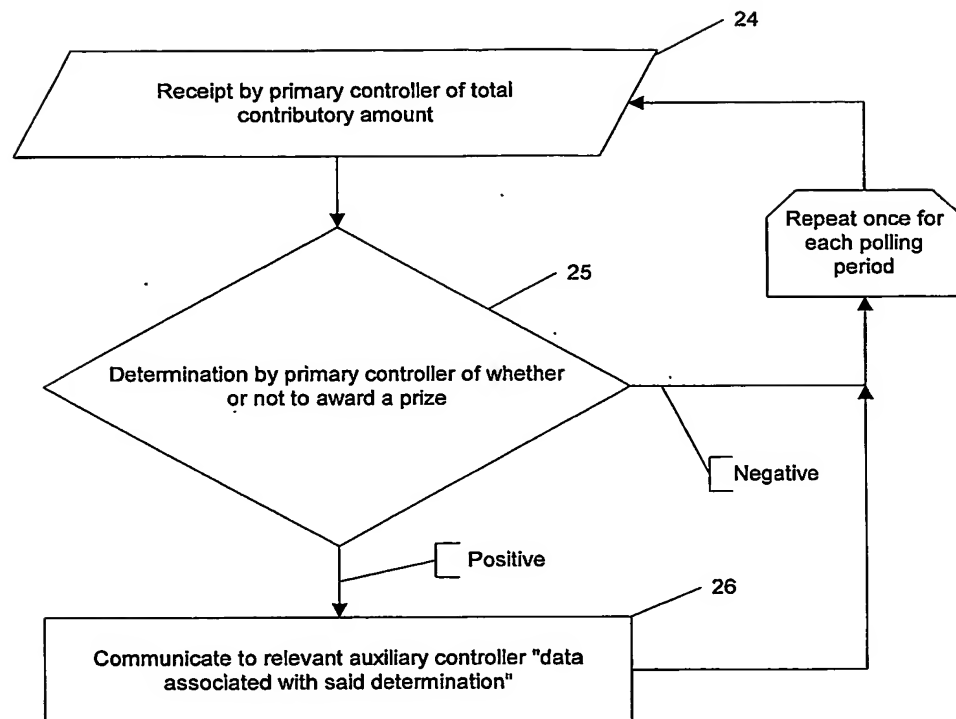 24
Receipt by primary controller of total
contributory amount
Repeat once for
each polling
period
25
Determination by primary controller of whether
or not to award a prize
Negative
Positive
26
Communicate to relevant auxiliary controller "data
associated with said determination"